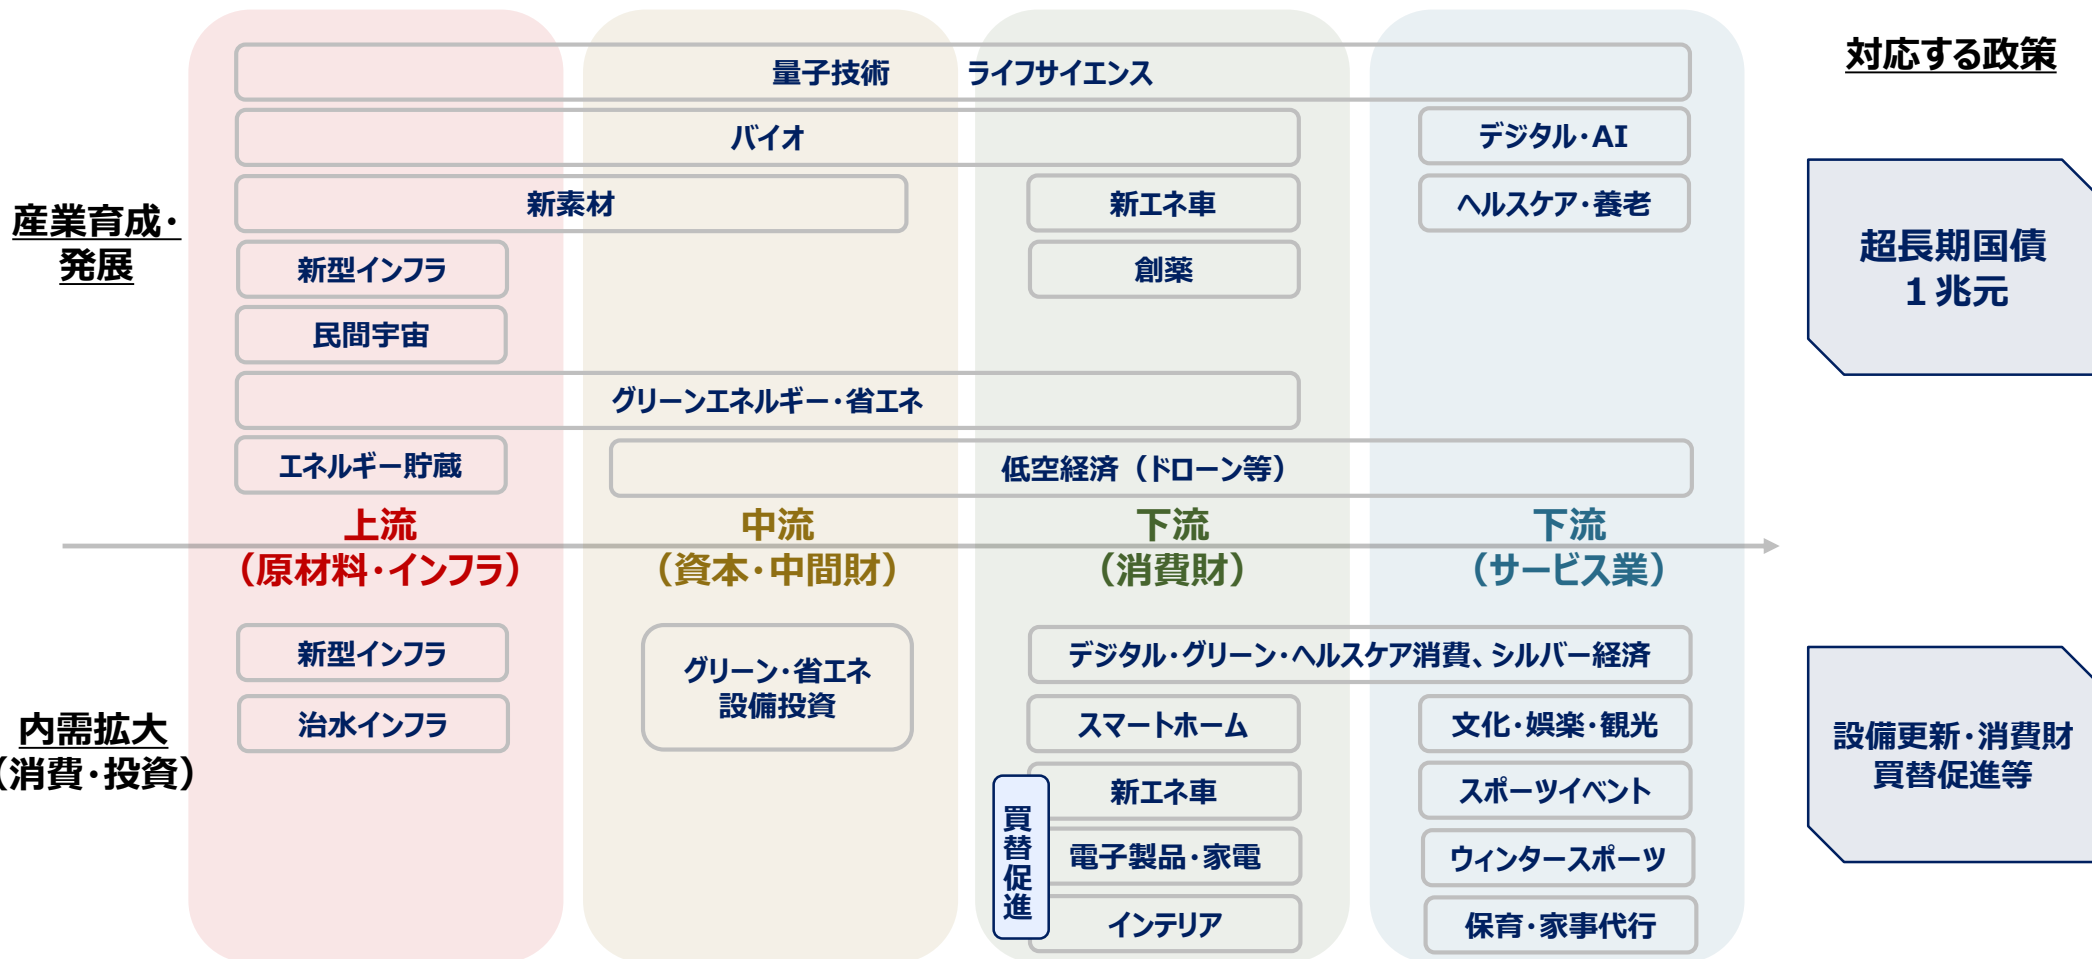 対応する政策
量子技術 ライフサイエンス
バイオ
デジタル・AI
新素材
新エネ車
ヘルスケア・養老
産業育成・
発展
新型インフラ
創薬
超長期国債
１兆元
民間宇宙
グリーンエネルギー・省エネ
エネルギー貯蔵
低空経済（ドローン等）
上流
（原材料・インフラ）
中流
（資本・中間財）
下流
（消費財）
下流
（サービス業）
新型インフラ
グリーン・省エネ
設備投資
デジタル・グリーン・ヘルスケア消費、シルバー経済
内需拡大
（消費・投資）
治水インフラ
スマートホーム
文化・娯楽・観光
設備更新・消費財
買替促進等
買替促進
新エネ車
スポーツイベント
電子製品・家電
ウィンタースポーツ
インテリア
保育・家事代行